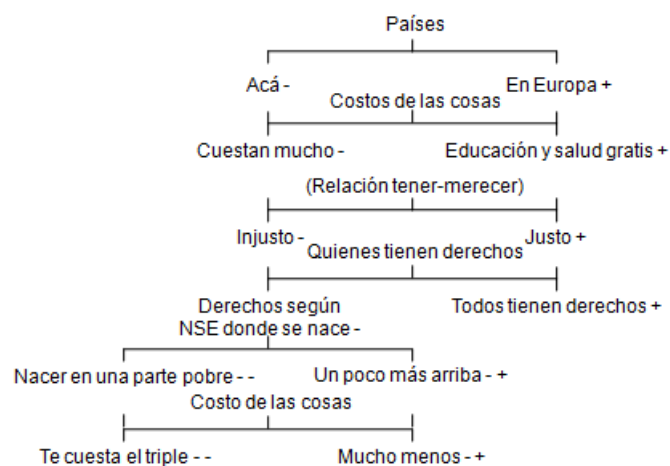 Países
Acá -
En Europa +
Costos de las cosas
Cuestan mucho -
Educación y salud gratis +
(Relación tener-merecer)
Injusto -
Justo +
Quienes tienen derechos
Derechos según
NSE donde se nace -
Todos tienen derechos +
Nacer en una parte pobre - -
Un poco más arriba - +
Costo de las cosas
Te cuesta el triple - -
Mucho menos - +